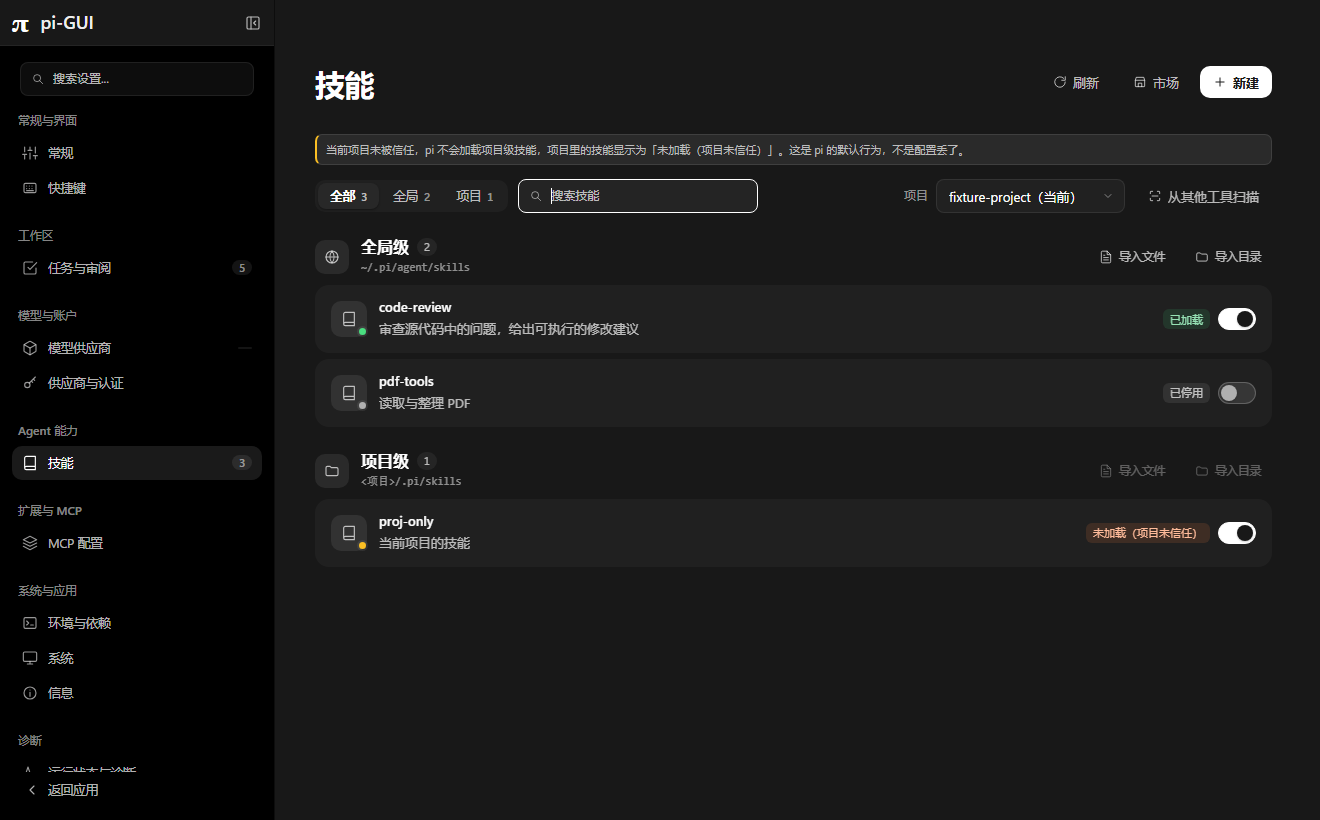 π pi-GUI
搜索设置...
常规与界面
常规
快捷键
工作区
任务与审阅 5
模型与账户
模型供应商
供应商与认证
Agent 能力
技能 3
扩展与 MCP
MCP 配置
系统与应用
环境与依赖
系统
信息
诊断
返回应用
技能
刷新 市场 + 新建
当前项目未被信任，pi 不会加载项目级技能，项目里的技能显示为「未加载（项目未信任）」。这是 pi 的默认行为，不是配置丢了。
全部 3 全局 2 项目 1 搜索技能 项目 fixture-project（当前） 从其他工具扫描
全局级 2 导入文件 导入目录
~/.pi/agent/skills
code-review
审查源代码中的问题，给出可执行的修改建议 已加载
pdf-tools
读取与整理 PDF 已停用
项目级 1 导入文件 导入目录
<项目>/.pi/skills
proj-only
当前项目的技能 未加载（项目未信任）